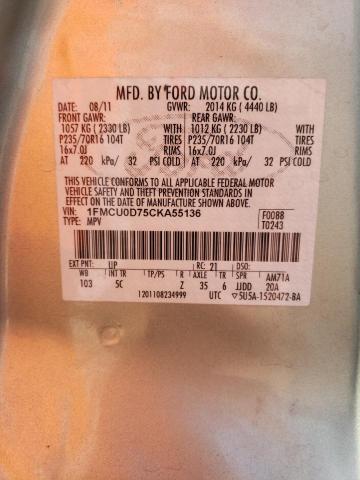 MFD. BY FORD MOTOR CO.
DATE: 08/11 GVWR: 2014 KG ( 4440 LB)
FRONT GAWR: REAR GAWR:
1057 KG ( 2330 LB) WITH 1012 KG ( 2230 LB) WITH
P235/70R16 104T TIRES P235/70R16 104T TIRES
16x7.0J RIMS 16x7.0J RIMS
AT 220 kPa/ 32 PSI COLD AT 220 kPa/ 32 PSI COLD
THIS VEHICLE CONFORMS TO ALL APPLICABLE FEDERAL MOTOR
VEHICLE SAFETY AND THEFT PREVENTION STANDARDS IN EFFECT ON
THE DATE OF MANUFACTURE SHOWN ABOVE.
VIN: 1FMCU0D75CKA55136 F0088
TYPE: MPV T0243
EXT PNT: UP RC: 21 DSO:
WB INT TR TP/PS R AXLE TR SPR AM71A
103 5C Z 35 6 JJDD 20A
1201108234999 UTC ▽5U5A-1520472-BA